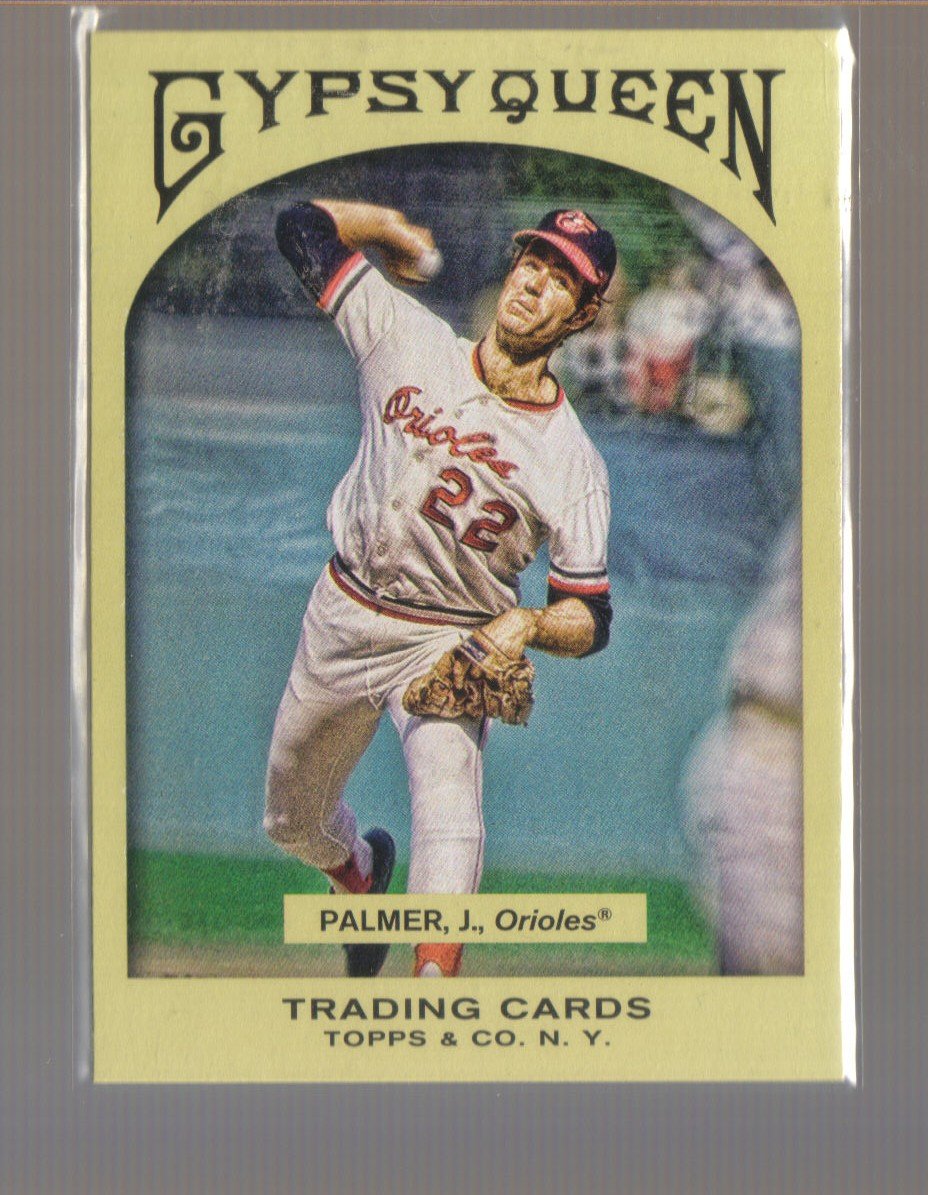 GYPSY QUEEN
Orioles
22
PALMER, J., Orioles®
TRADING CARDS
TOPPS & CO. N. Y.